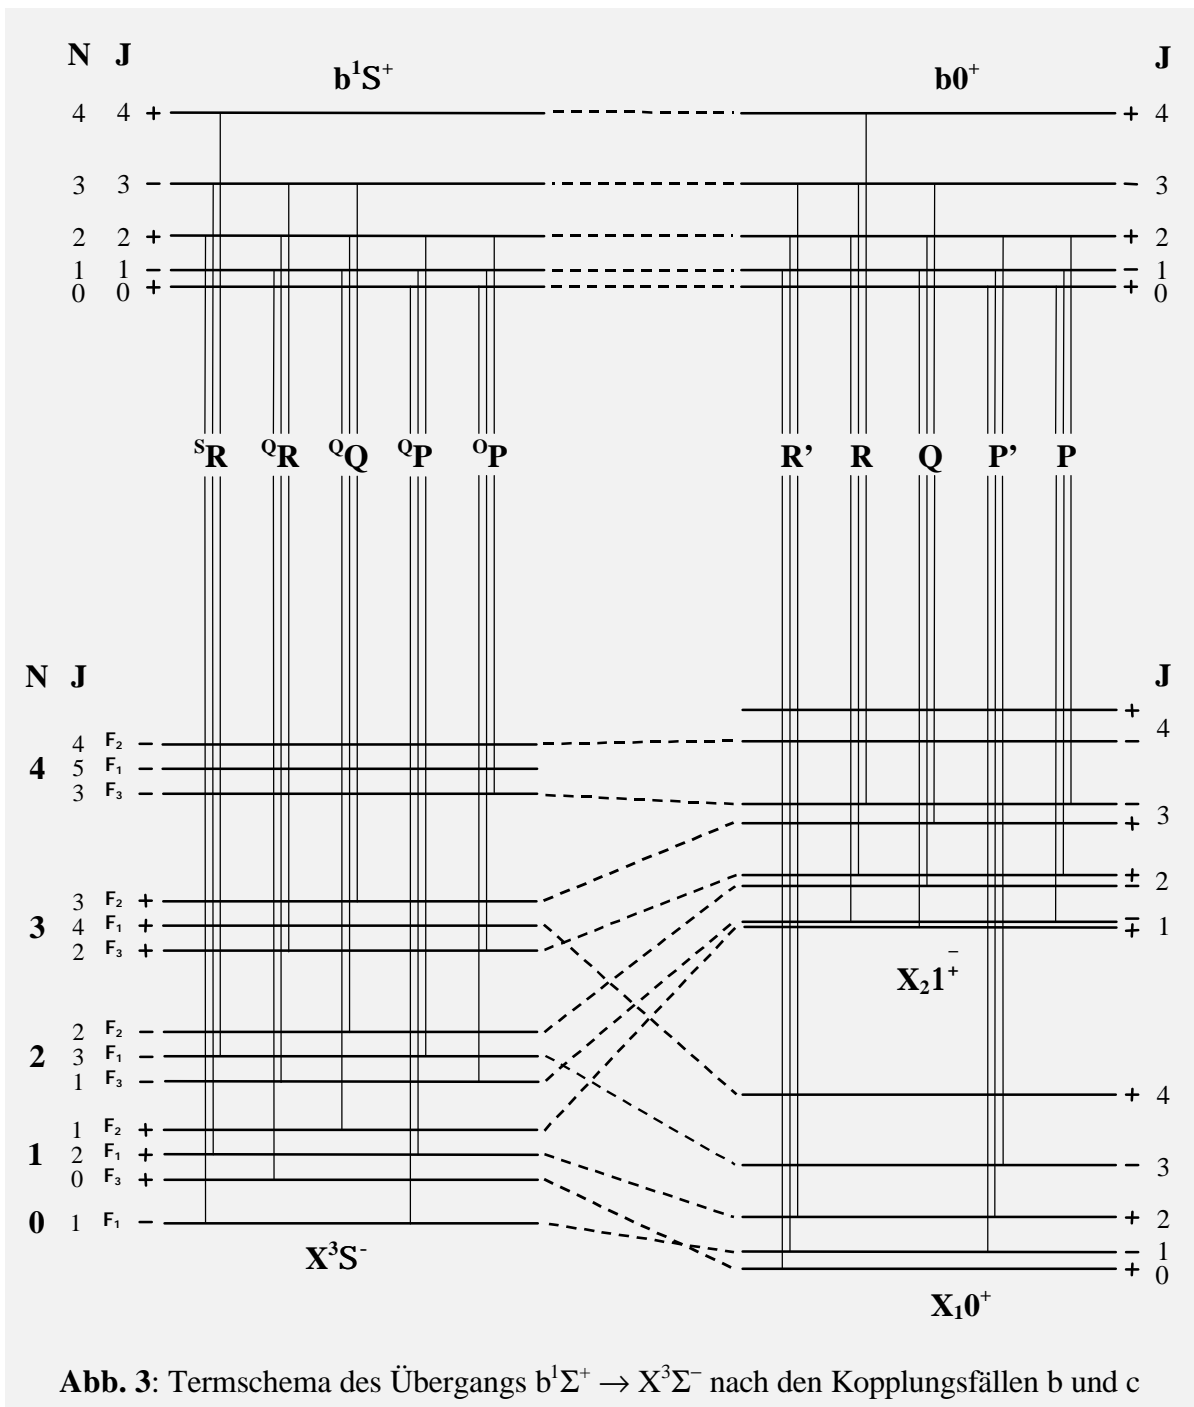 N J J
b¹S⁺ b0⁺
4 4 + + 4
3 3 − − 3
2 2 + + 2
1 1 − − 1
0 0 + + 0
ˢR ᵠR ᵠQ ᵠP ᴼP R’ R Q P’ P
N J J
+
4
4 F₂ − −
4 5 F₁ −
3 F₃ − −
3
+
3 F₂ +
3 4 F₁ +
2 F₃ +
+
2
−
−
1
+
X₂1⁻₊
2 F₂ −
2 3 F₁ −
1 F₃ −
+ 4
1 F₂ +
1 2 F₁ +
0 F₃ +
− 3
0 1 F₁ −
+ 2
− 1
+ 0
X³S⁻
X₁0⁺
Abb. 3: Termschema des Übergangs b¹Σ⁺ → X³Σ⁻ nach den Kopplungsfällen b und c